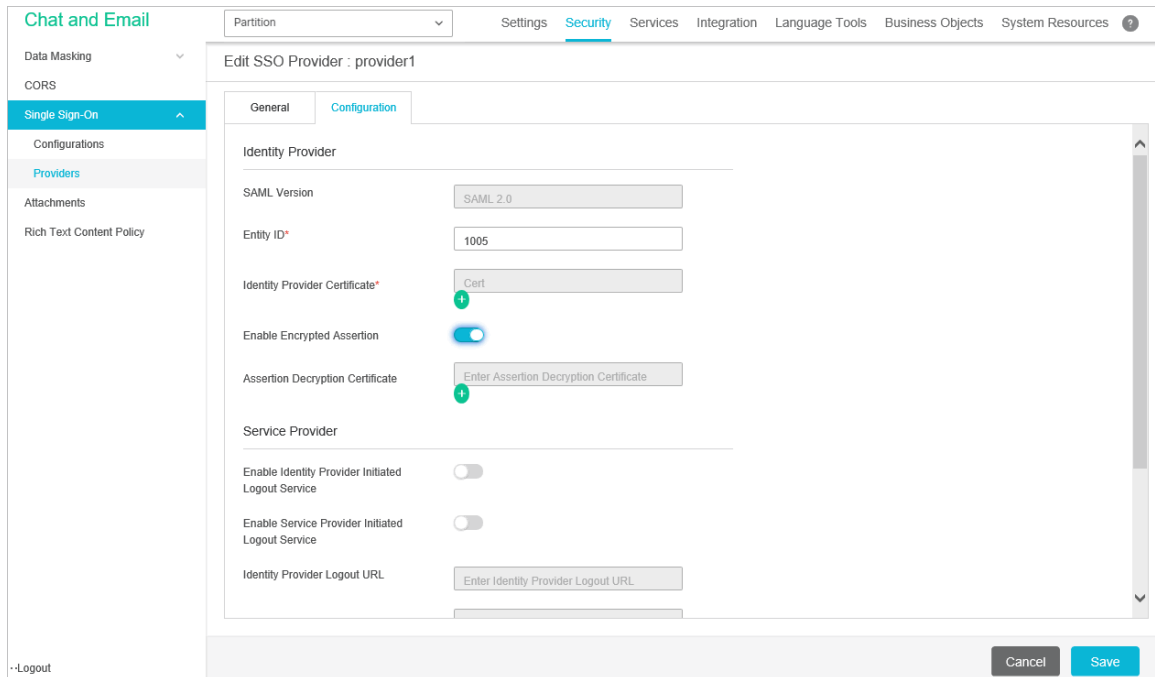 Chat and Email
Partition
Settings Security Services Integration Language Tools Business Objects System Resources ?
Data Masking
CORS
Single Sign-On
Configurations
Providers
Attachments
Rich Text Content Policy
··Logout
Edit SSO Provider : provider1
General Configuration
Identity Provider
SAML Version SAML 2.0
Entity ID* 1005
Identity Provider Certificate* Cert
+
Enable Encrypted Assertion
Assertion Decryption Certificate Enter Assertion Decryption Certificate
+
Service Provider
Enable Identity Provider Initiated
Logout Service
Enable Service Provider Initiated
Logout Service
Identity Provider Logout URL Enter Identity Provider Logout URL
Cancel Save